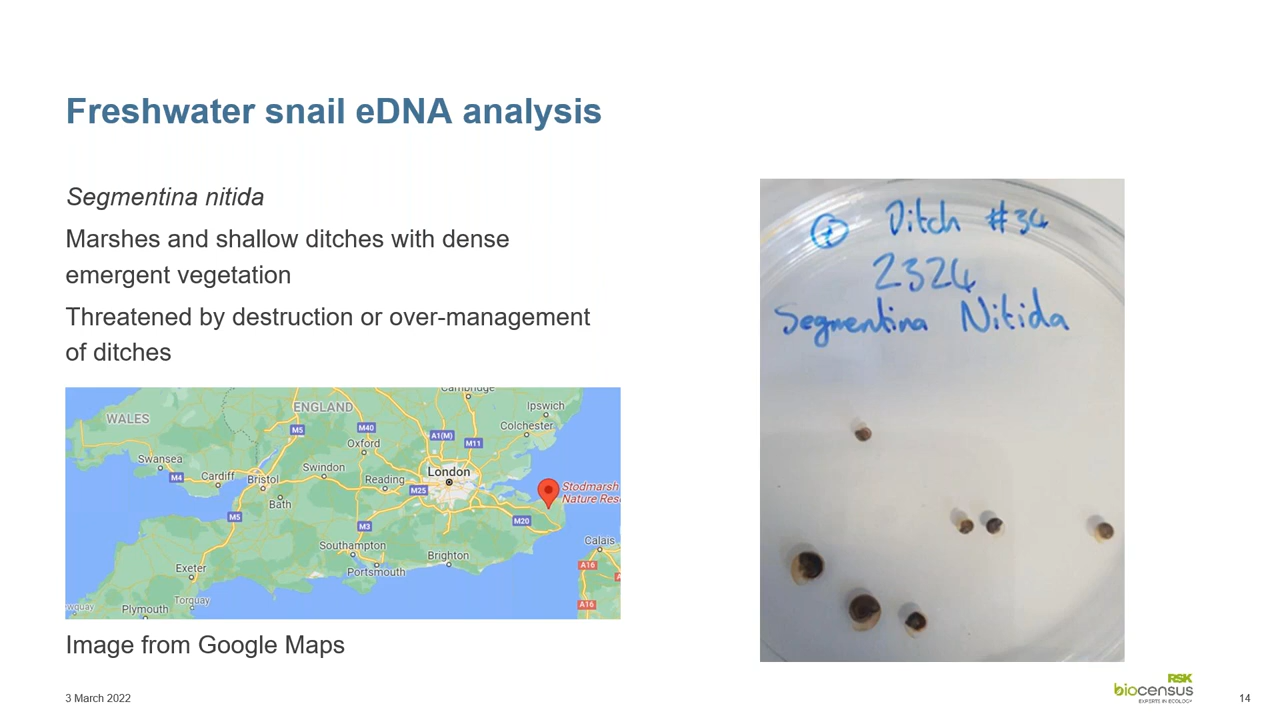 Freshwater snail eDNA analysis
Segmentina nitida
Marshes and shallow ditches with dense
emergent vegetation
Threatened by destruction or over-management
of ditches
Cambridge
WALES
ENGLAND
Ipswich
M5
M40
A1(M)
M11
Colchester
Oxford
Swansea
M4
Cardiff
Bristol
Swindon
Reading
London
M25
Stodmarsh
Nature Res
Bath
M5
M3
M20
Southampton
Brighton
Calais
Exeter
Portsmouth
A16
Torquay
Plymouth
A16
wquay
Image from Google Maps
Ditch #34
2324
Segmentina Nitida
3 March 2022
RSK
biocensus
EXPERTS IN ECOLOGY
14